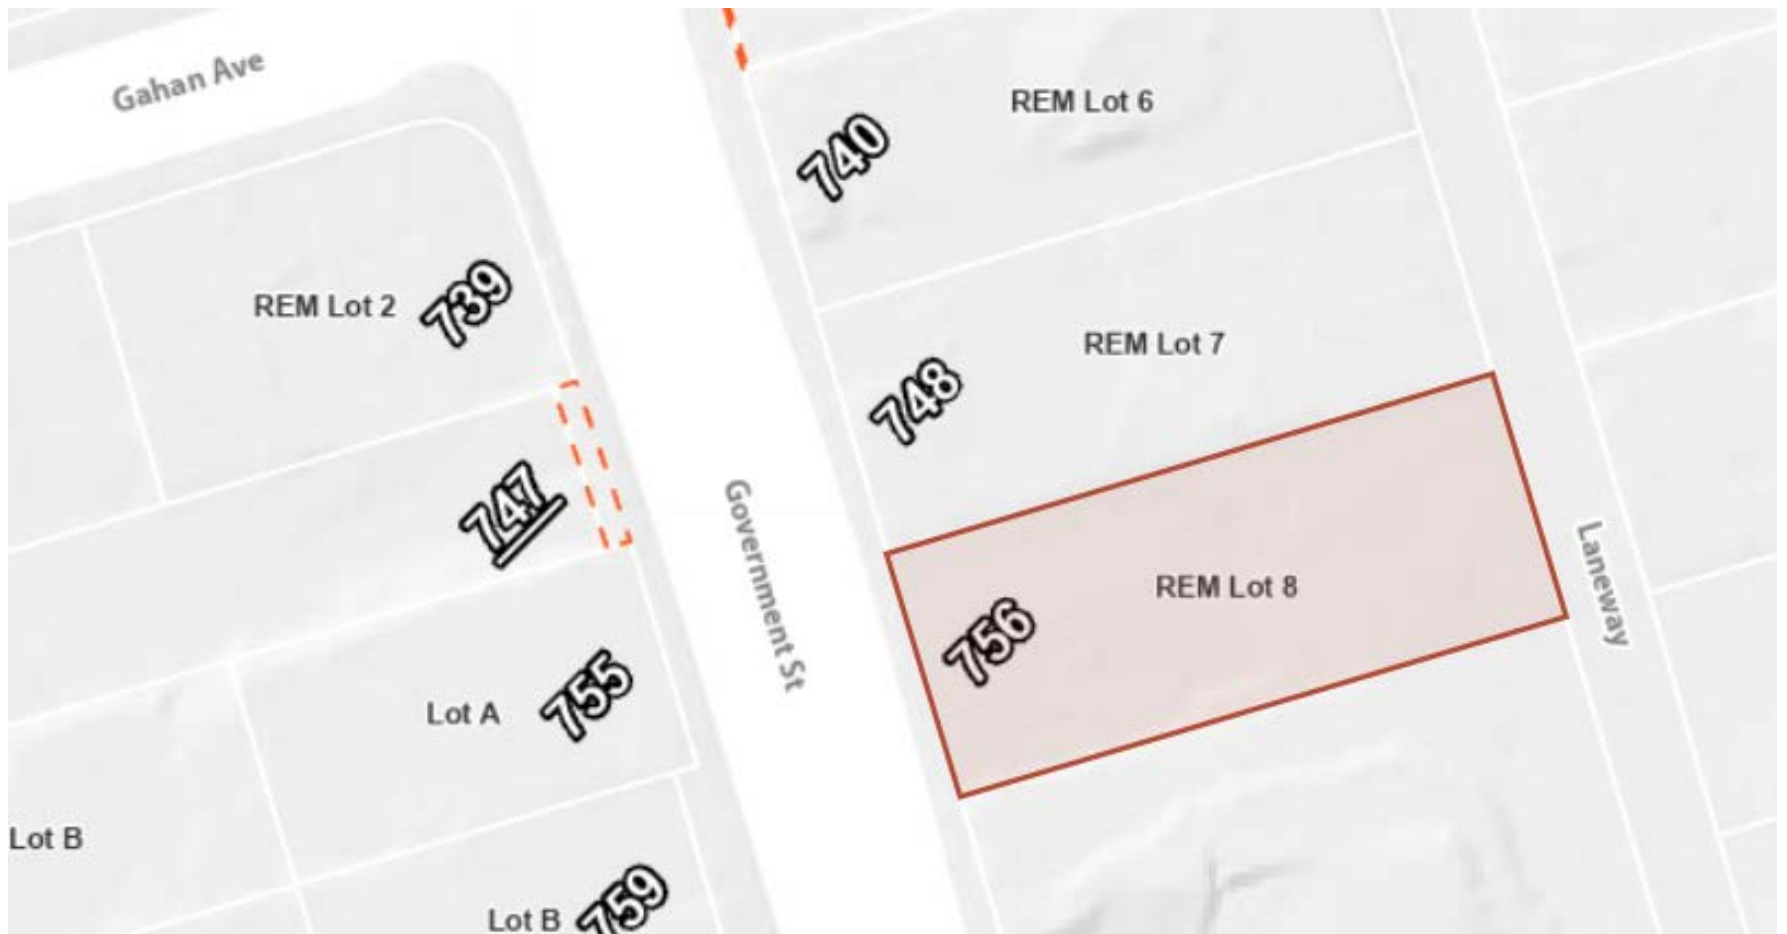 Gahan Ave
REM Lot 6
740
REM Lot 2
739
REM Lot 7
748
747
Government St
REM Lot 8
756
Laneway
Lot A
755
Lot B
Lot B
759